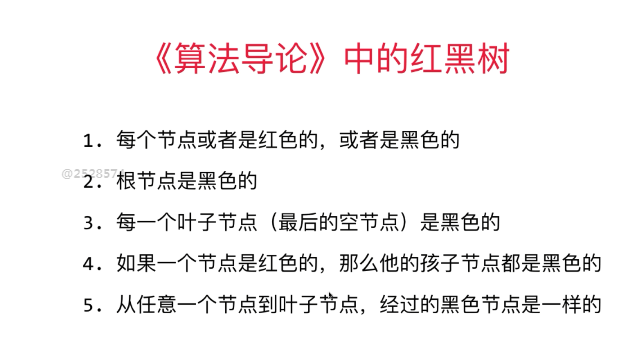 《算法导论》中的红黑树
1. 每个节点或者是红色的，或者是黑色的
2. 根节点是黑色的
3. 每一个叶子节点（最后的空节点）是黑色的
4. 如果一个节点是红色的，那么他的孩子节点都是黑色的
5. 从任意一个节点到叶子节点，经过的黑色节点是一样的